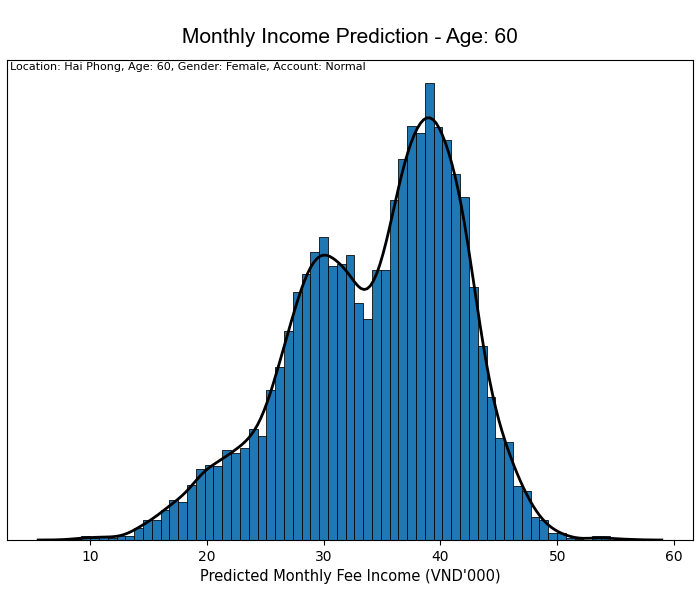 Monthly Income Prediction - Age: 60
Location: Hai Phong, Age: 60, Gender: Female, Account: Normal
10 20 30 40 50 60
Predicted Monthly Fee Income (VND'000)